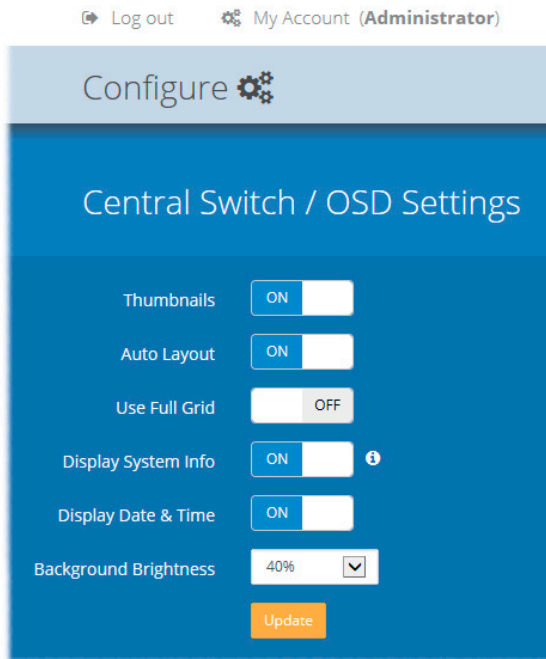 Log out My Account (Administrator)
Configure
Central Switch / OSD Settings
Thumbnails ON
Auto Layout ON
Use Full Grid OFF
Display System Info ON
Display Date & Time ON
Background Brightness 40%
Update